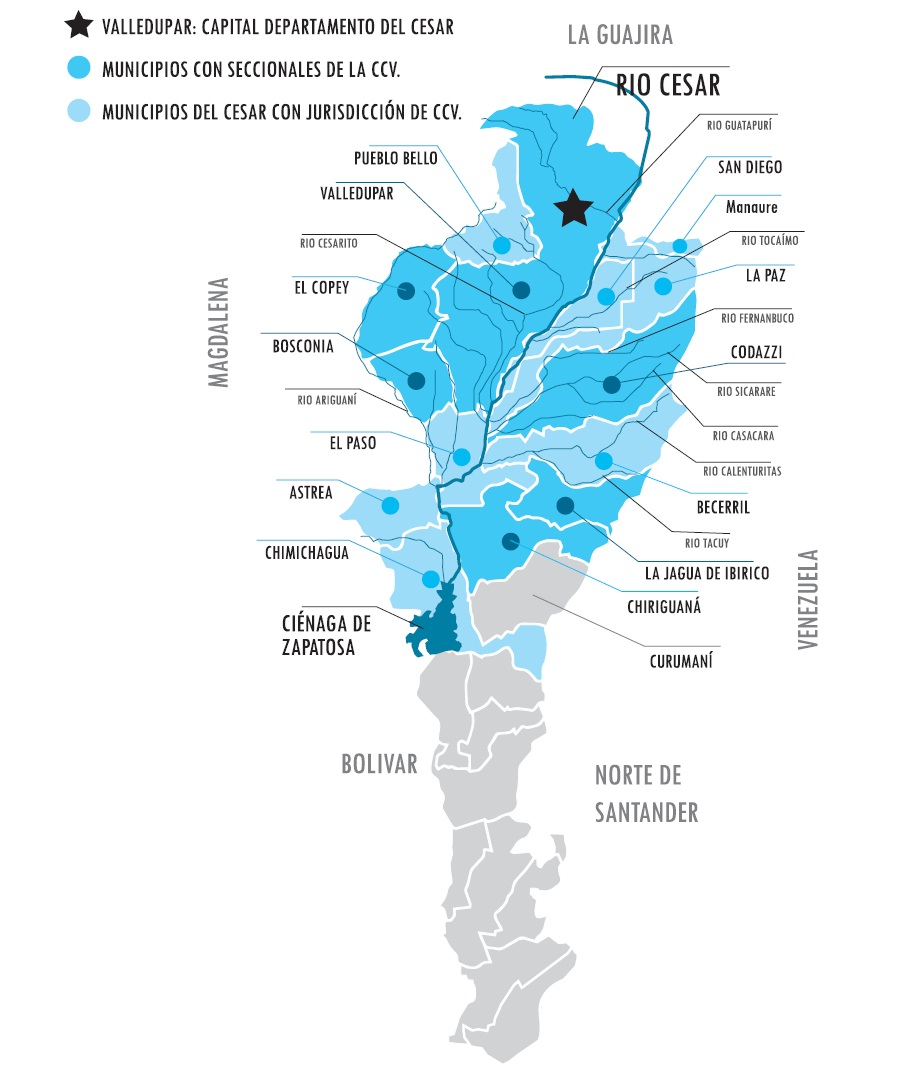 VALLEDUPAR: CAPITAL DEPARTAMENTO DEL CESAR
MUNICIPIOS CON SECCIONALES DE LA CCV.
MUNICIPIOS DEL CESAR CON JURISDICCIÓN DE CCV.
LA GUAJIRA
RIO CESAR
RIO GUATAPURÍ
PUEBLO BELLO
SAN DIEGO
VALLEDUPAR
Manaure
RIO CESARITO
RIO TOCAÍMO
LA PAZ
EL COPEY
MAGDALENA
RIO FERNANBUCO
BOSCONIA
CODAZZI
RIO SICARARE
RIO ARIGUANÍ
RIO CASACARA
EL PASO
RIO CALENTURITAS
ASTREA
BECERRIL
RIO TACUY
CHIMICHAGUA
LA JAGUA DE IBIRICO
VENEZUELA
CHIRIGUANÁ
CIÉNAGA DE
ZAPATOSA
CURUMANÍ
BOLIVAR
NORTE DE
SANTANDER